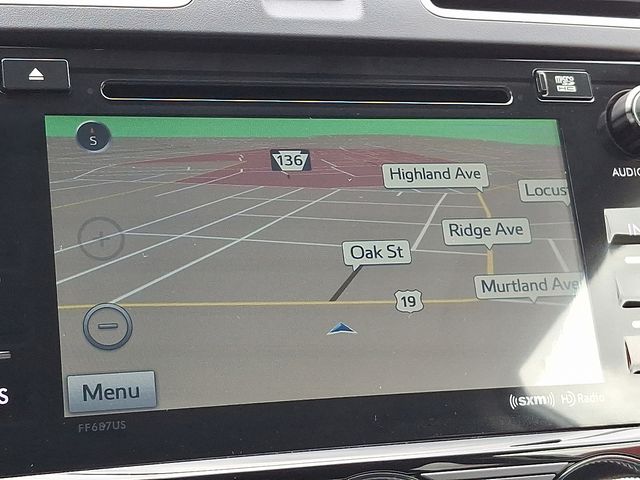 micro
SD
HC
AUDIO
S
136
Highland Ave
Locus
Ridge Ave
Oak St
Murtland Ave
19
Menu
S
FF687US
((sxm))
HD Radio